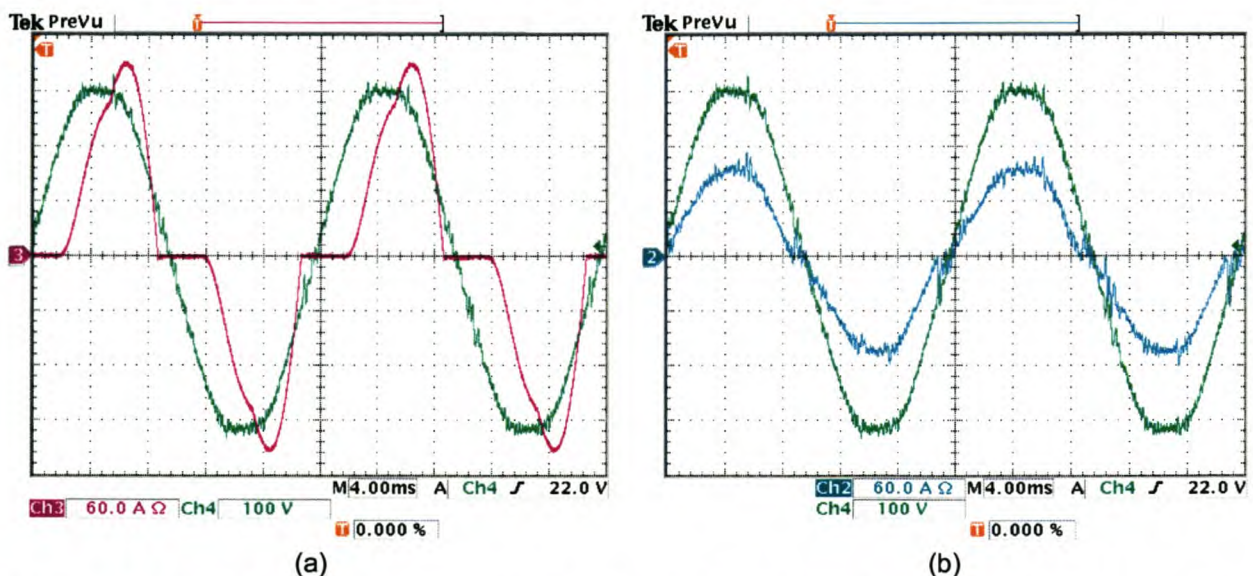 Tek PreVu
T
T
3
M 4.00ms A Ch4 22.0 V
Ch3 60.0 A Ω Ch4 100 V
T 0.000 %
(a)
Tek PreVu
T
T
2
Ch2 60.0 A Ω M 4.00ms A Ch4 22.0 V
Ch4 100 V
T 0.000 %
(b)